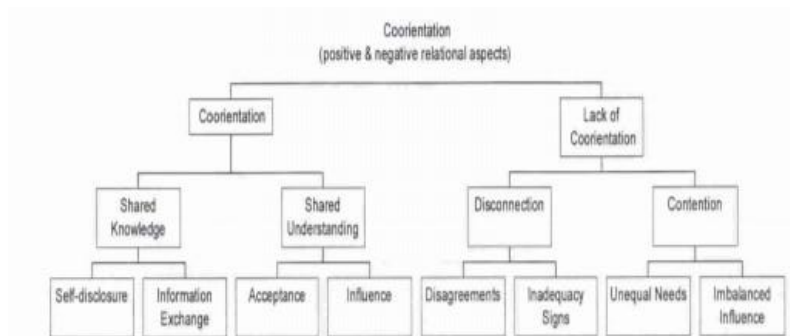 Coorientation
(positive & negative relational aspects)
Coorientation
Lack of
Coorientation
Shared
Knowledge
Shared
Understanding
Disconnection
Contention
Self-disclosure
Information
Exchange
Acceptance
Influence
Disagreements
Inadequacy
Signs
Unequal Needs
Imbalanced
Influence